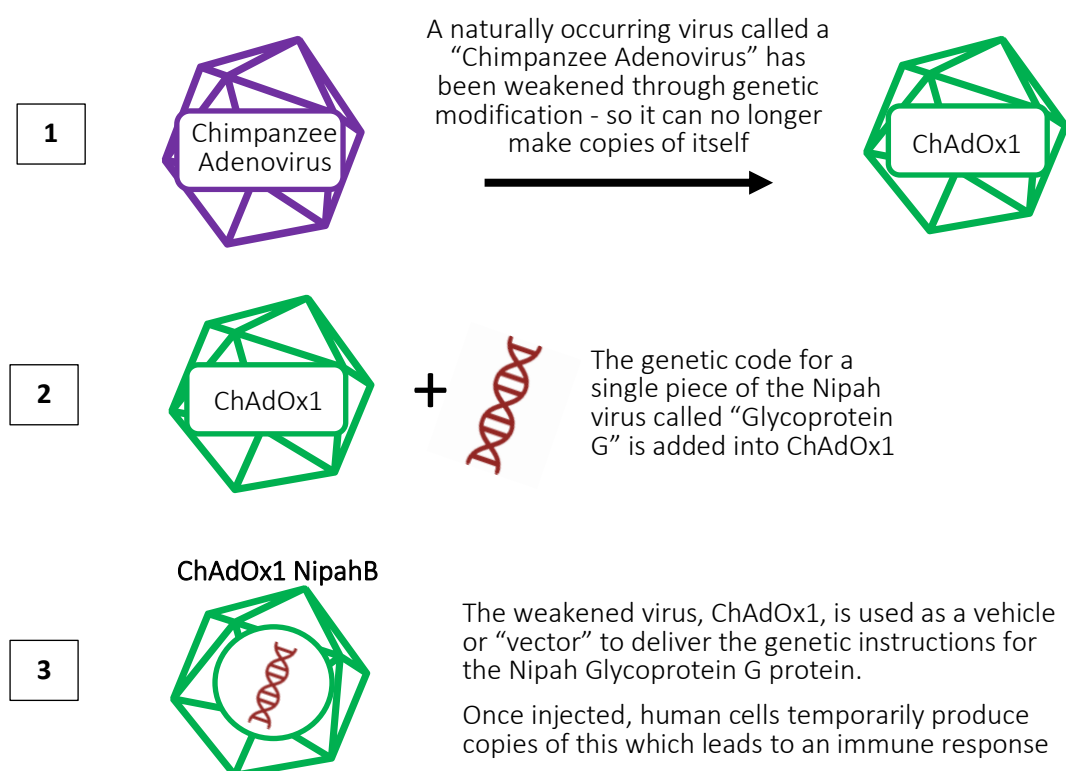 A naturally occurring virus called a
“Chimpanzee Adenovirus” has
been weakened through genetic
modification - so it can no longer
make copies of itself
1
Chimpanzee
Adenovirus
ChAdOx1
2
ChAdOx1
+
The genetic code for a
single piece of the Nipah
virus called “Glycoprotein
G” is added into ChAdOx1
ChAdOx1 NipahB
3
The weakened virus, ChAdOx1, is used as a vehicle
or “vector” to deliver the genetic instructions for
the Nipah Glycoprotein G protein.
Once injected, human cells temporarily produce
copies of this which leads to an immune response